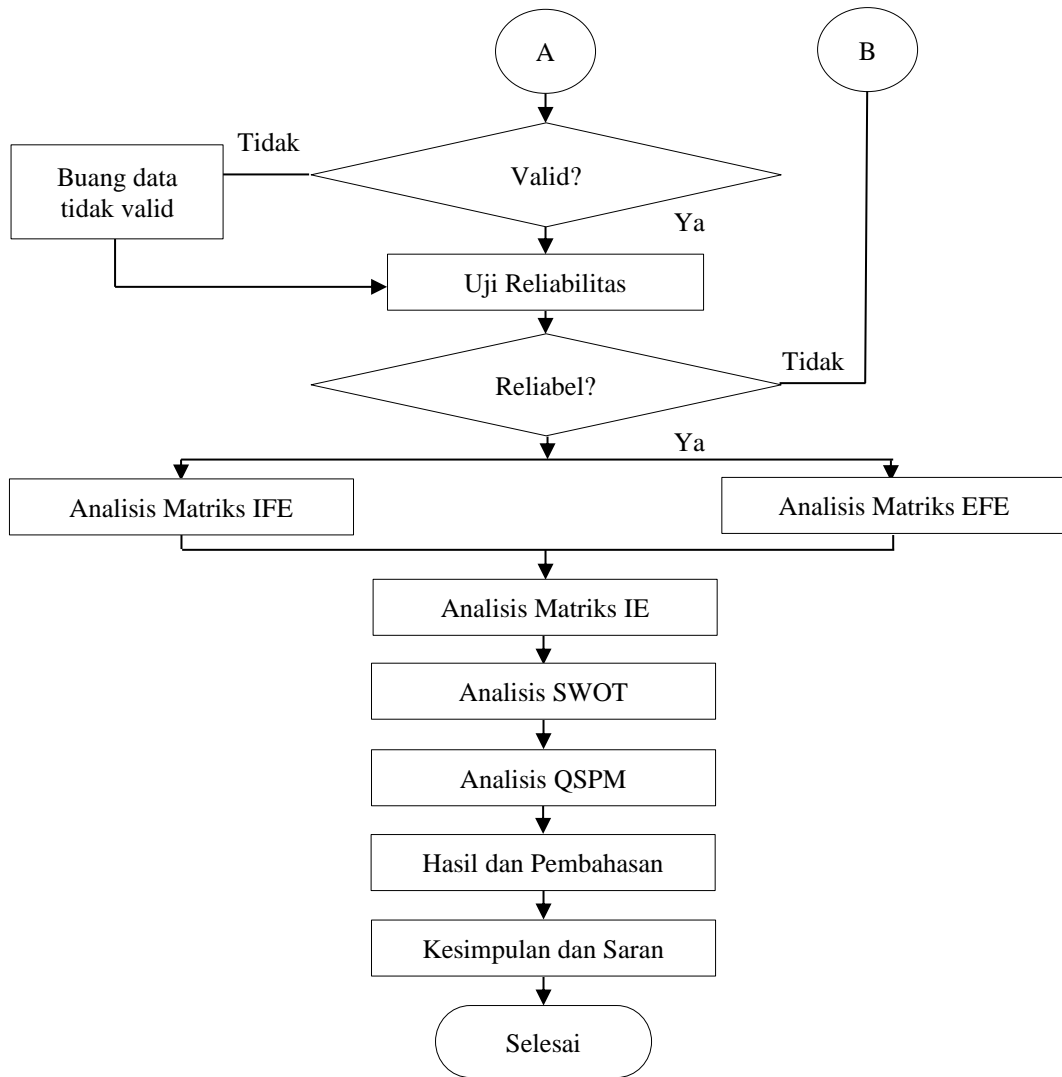 A
B
Tidak
Valid?
Buang data
tidak valid
Ya
Uji Reliabilitas
Tidak
Reliabel?
Ya
Analisis Matriks IFE
Analisis Matriks EFE
Analisis Matriks IE
Analisis SWOT
Analisis QSPM
Hasil dan Pembahasan
Kesimpulan dan Saran
Selesai